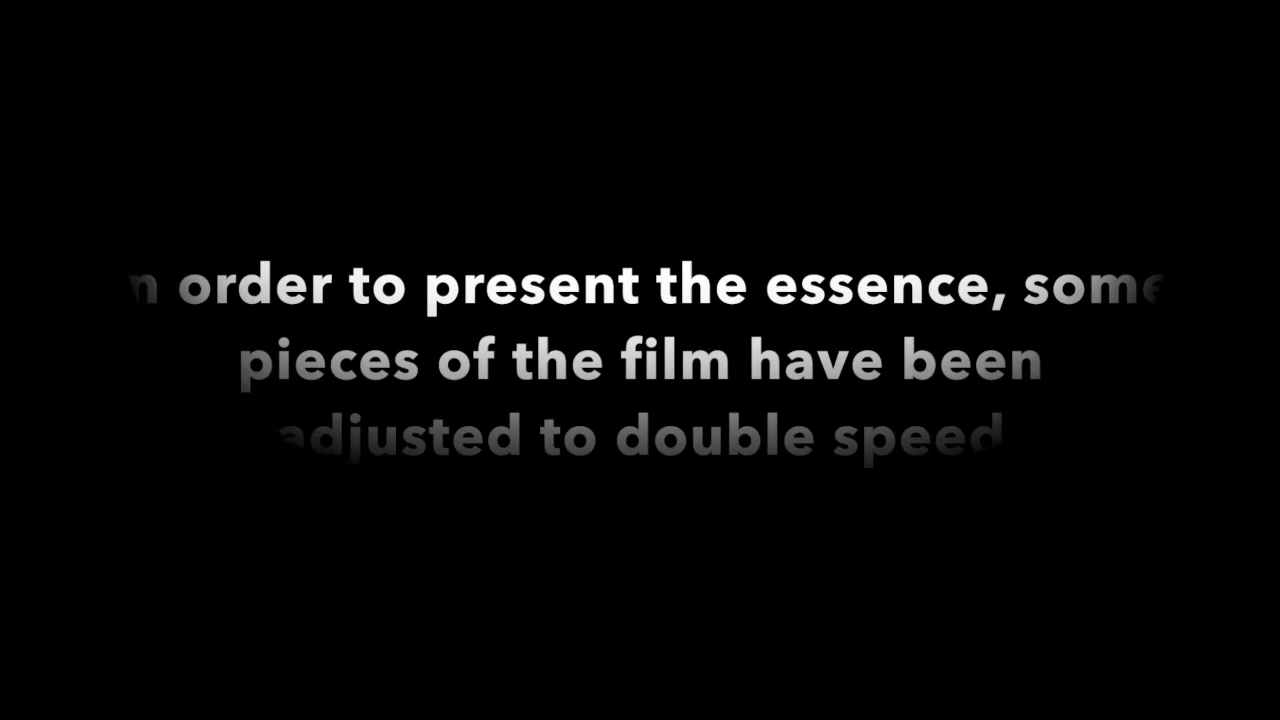 n order to present the essence, some
pieces of the film have been
adjusted to double speed